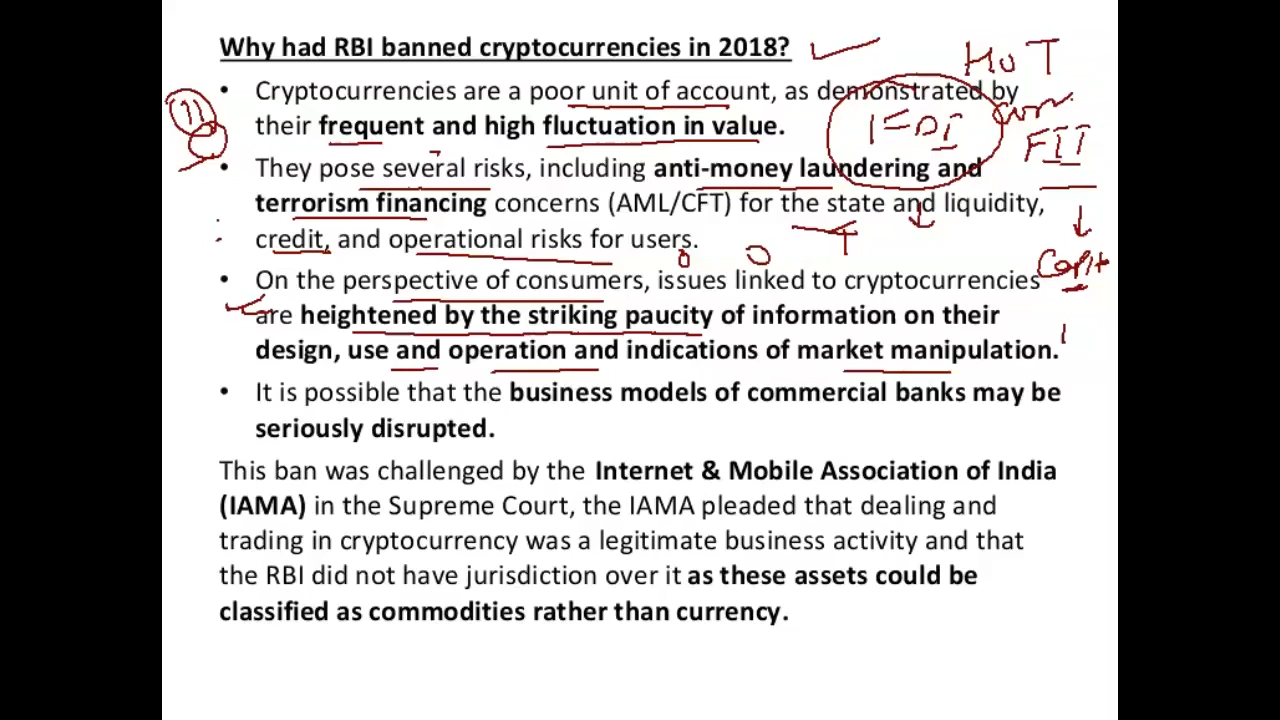 Why had RBI banned cryptocurrencies in 2018?
HOT
• Cryptocurrencies are a poor unit of account, as demonstrated by
their frequent and high fluctuation in value.
FDI
FII
• They pose several risks, including anti-money laundering and
terrorism financing concerns (AML/CFT) for the state and liquidity,
credit, and operational risks for users.
• On the perspective of consumers, issues linked to cryptocurrencies
are heightened by the striking paucity of information on their
design, use and operation and indications of market manipulation.
• It is possible that the business models of commercial banks may be
seriously disrupted.
This ban was challenged by the Internet & Mobile Association of India
(IAMA) in the Supreme Court, the IAMA pleaded that dealing and
trading in cryptocurrency was a legitimate business activity and that
the RBI did not have jurisdiction over it as these assets could be
classified as commodities rather than currency.